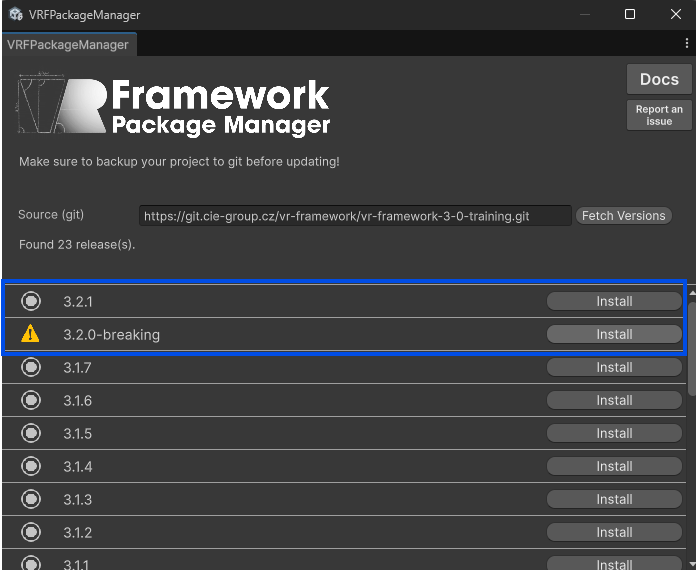 VRFPackageManager
VRFPackageManager
VR Framework
Package Manager
Docs
Report an
issue
Make sure to backup your project to git before updating!
Source (git)
https://git.cie-group.cz/vr-framework/vr-framework-3-0-training.git
Fetch Versions
Found 23 release(s).
3.2.1 Install
3.2.0-breaking Install
3.1.7 Install
3.1.6 Install
3.1.5 Install
3.1.4 Install
3.1.3 Install
3.1.2 Install
3.1.1 Install